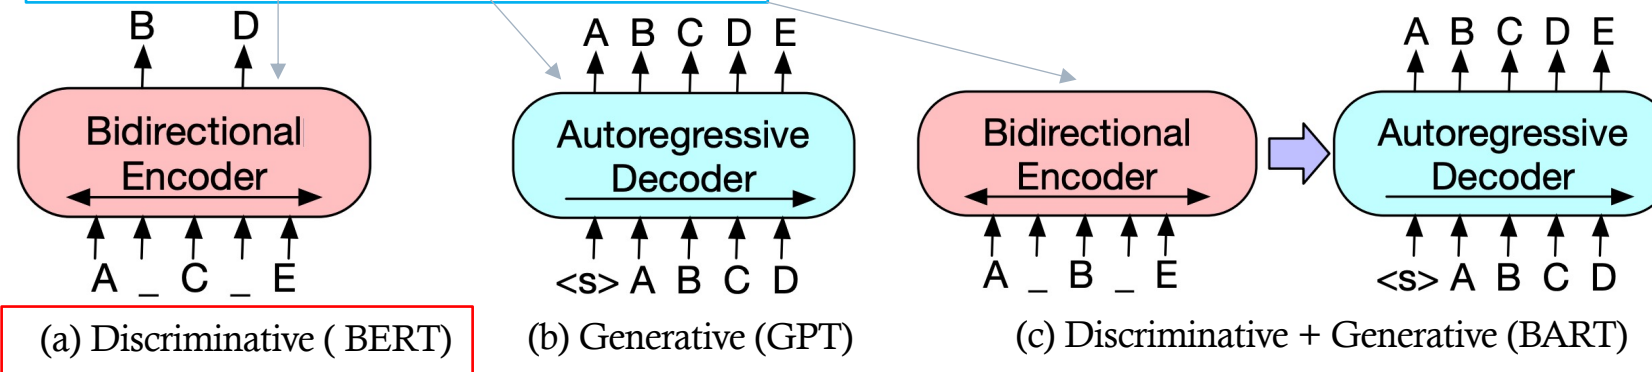 B D
Bidirectional
Encoder
A _ C _ E
(a) Discriminative ( BERT)
A B C D E
Autoregressive
Decoder
<s> A B C D
(b) Generative (GPT)
Bidirectional
Encoder
A _ B _ E
A B C D E
Autoregressive
Decoder
<s> A B C D
(c) Discriminative + Generative (BART)